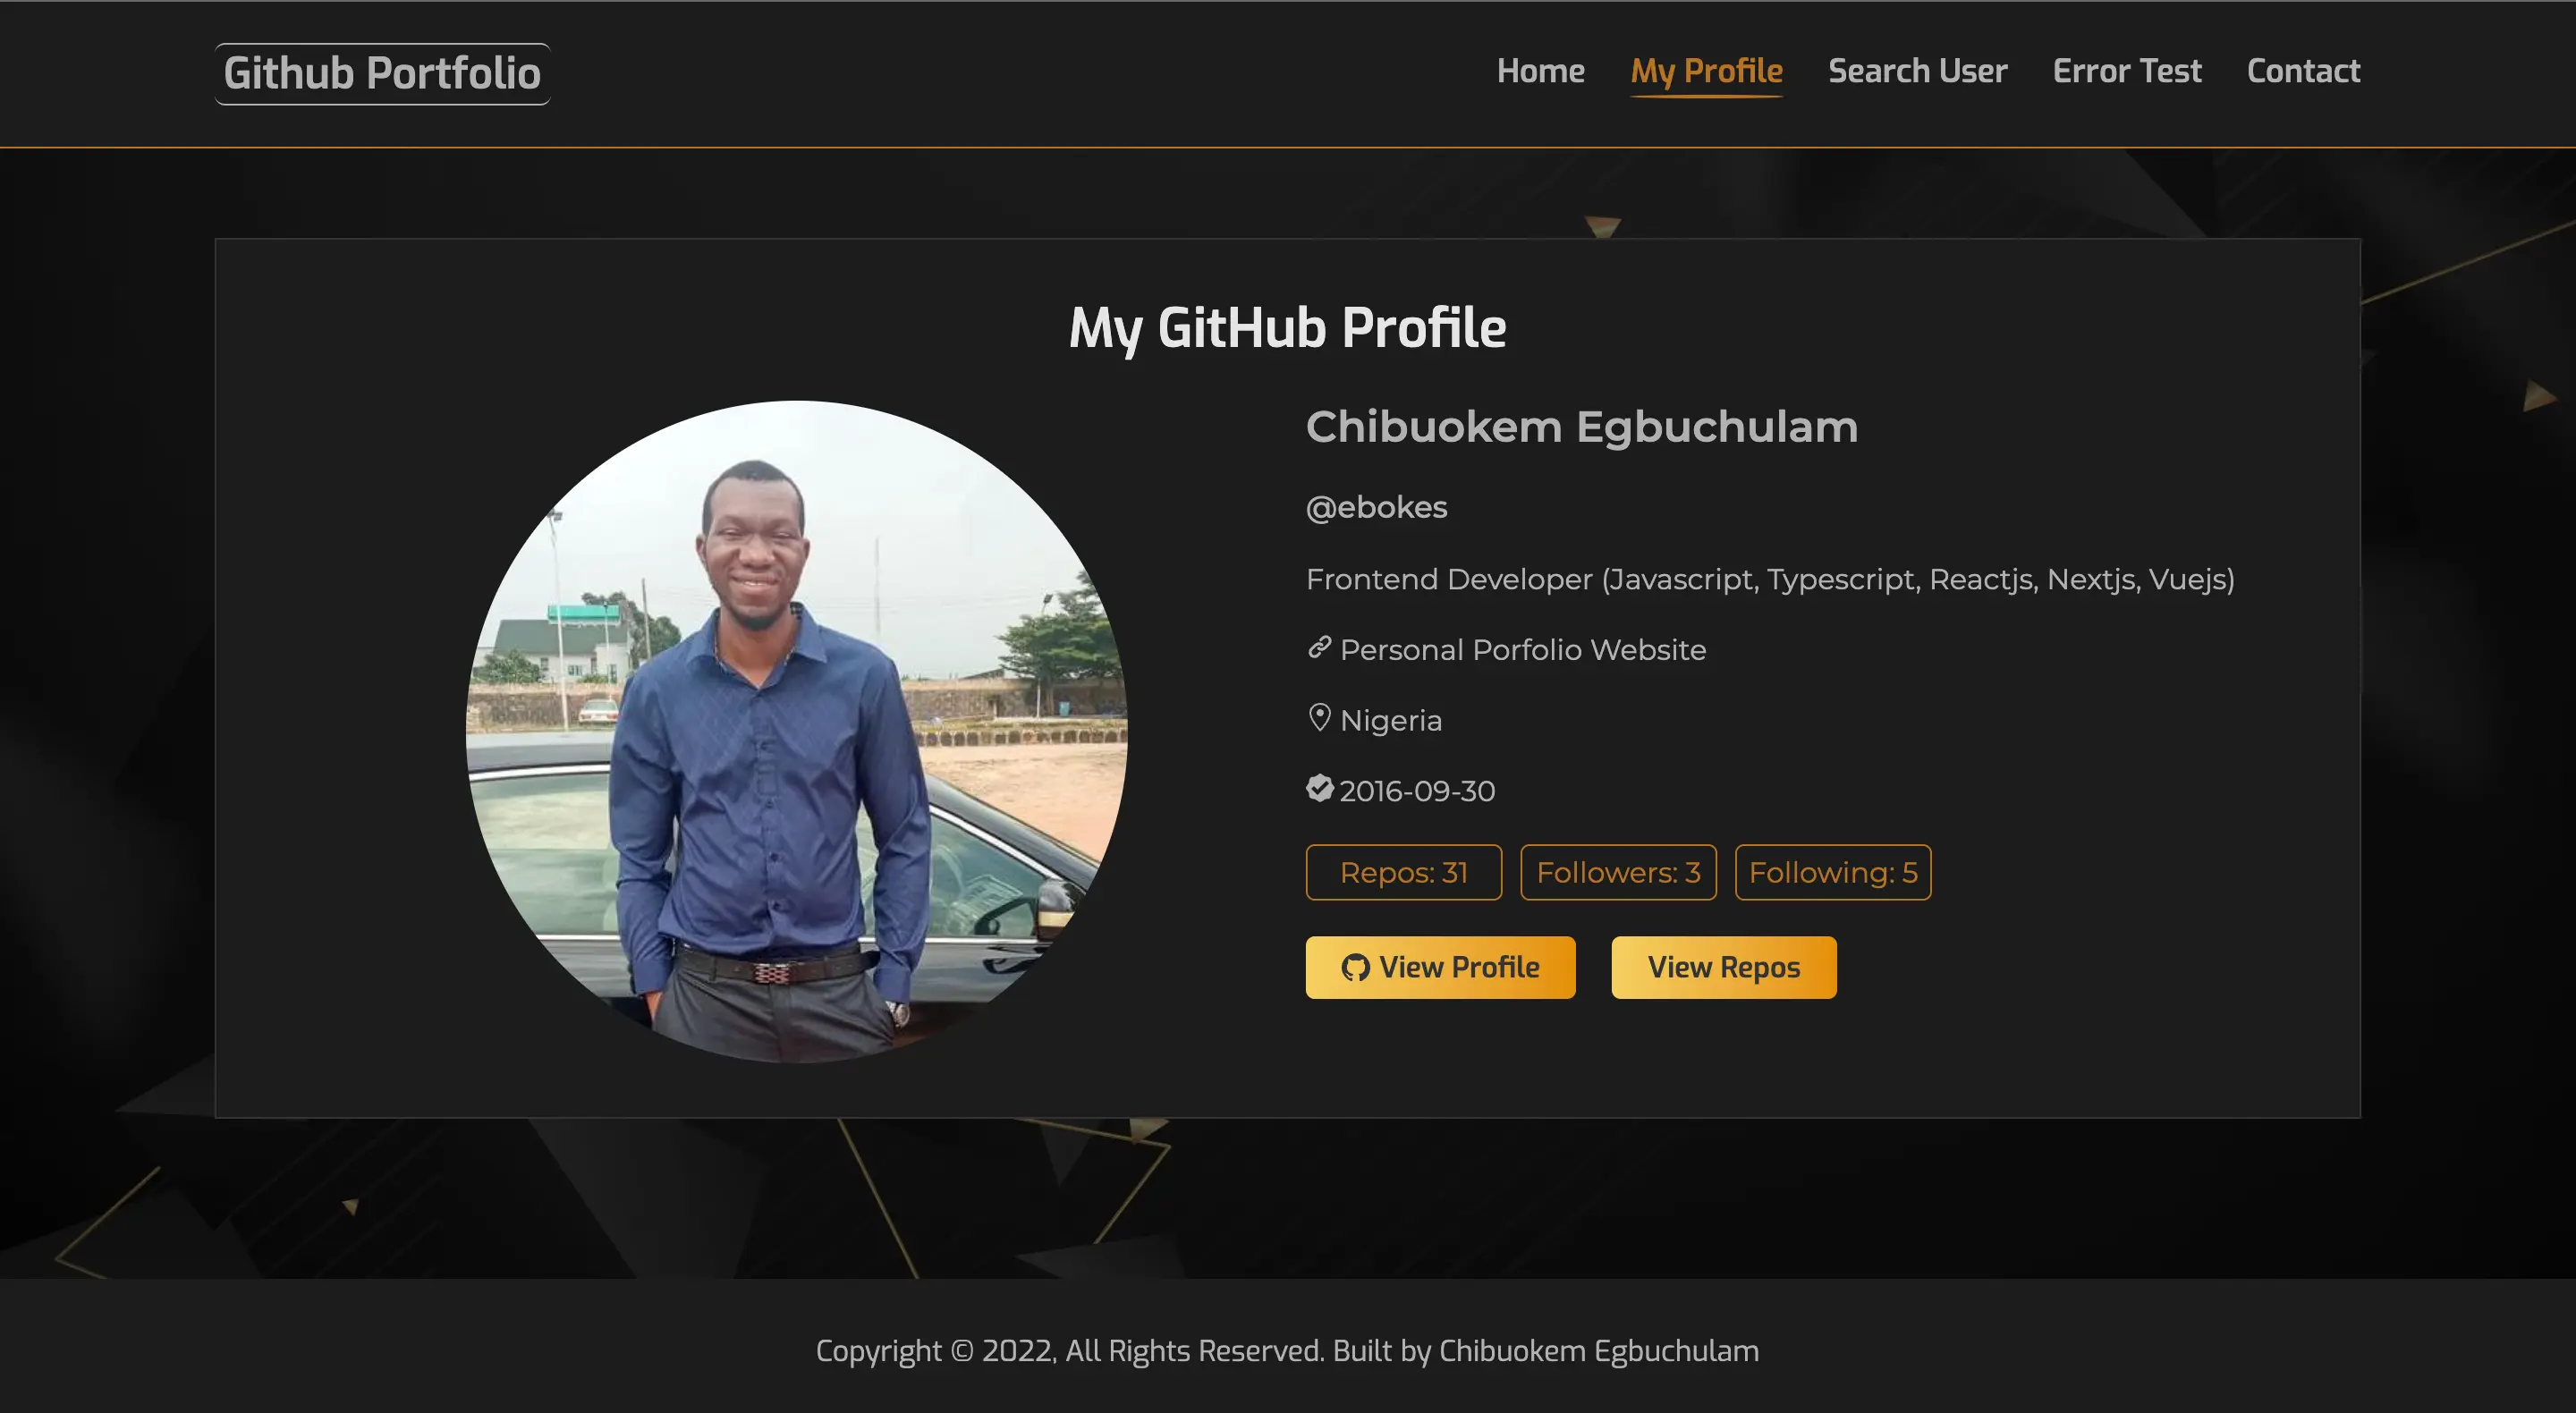 Github Portfolio
Home My Profile Search User Error Test Contact
My GitHub Profile
Chibuokem Egbuchulam
@ebokes
Frontend Developer (Javascript, Typescript, Reactjs, Nextjs, Vuejs)
Personal Porfolio Website
Nigeria
2016-09-30
Repos: 31 Followers: 3 Following: 5
View Profile View Repos
Copyright © 2022, All Rights Reserved. Built by Chibuokem Egbuchulam